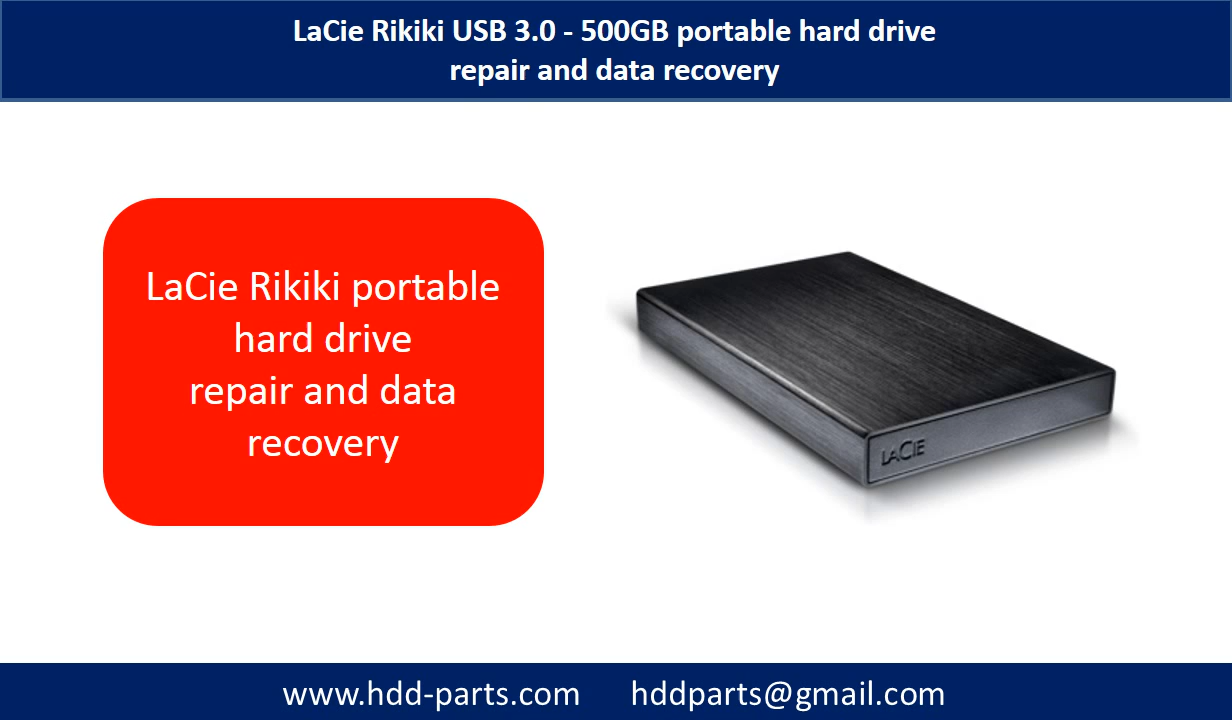 LaCie Rikiki USB 3.0 - 500GB portable hard drive
repair and data recovery
LaCie Rikiki portable
hard drive
repair and data
recovery
LACIE
www.hdd-parts.com hddparts@gmail.com